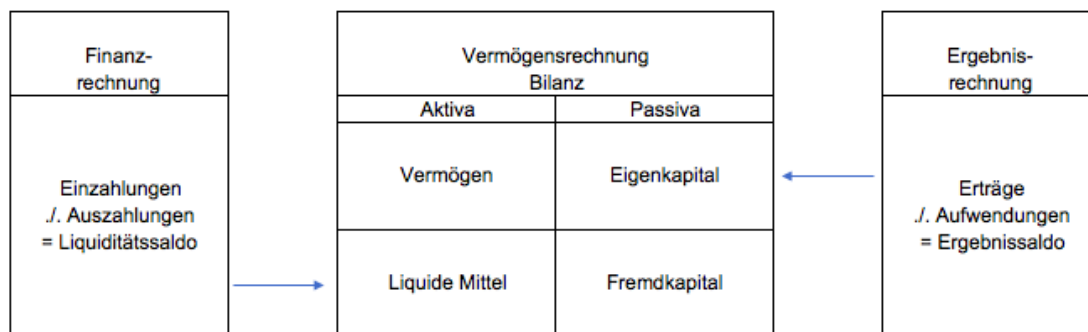 Finanz-
rechnung
Einzahlungen
./. Auszahlungen
= Liquiditätssaldo
Vermögensrechnung
Bilanz
Aktiva
Passiva
Vermögen
Eigenkapital
Liquide Mittel
Fremdkapital
Ergebnis-
rechnung
Erträge
./. Aufwendungen
= Ergebnissaldo